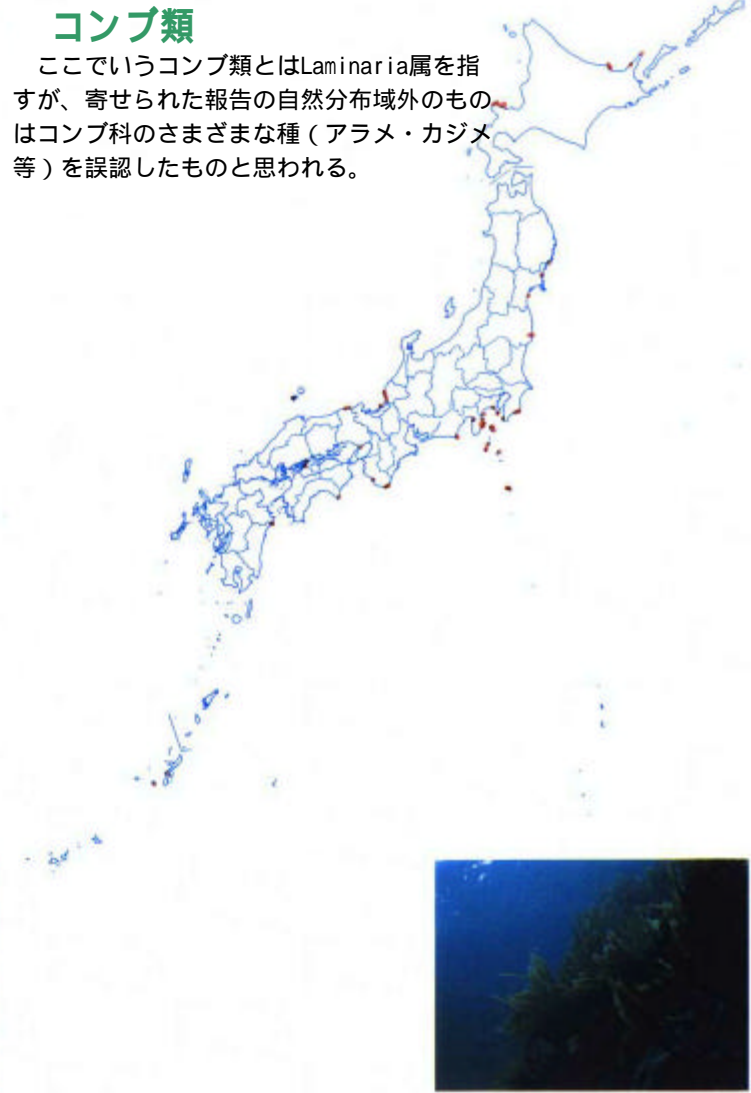 コンブ類
ここでいうコンブ類とはLaminaria属を指
すが、寄せられた報告の自然分布域外のもの
はコンブ科のさまざまな種（アラメ・カジメ
等）を誤認したものと思われる。